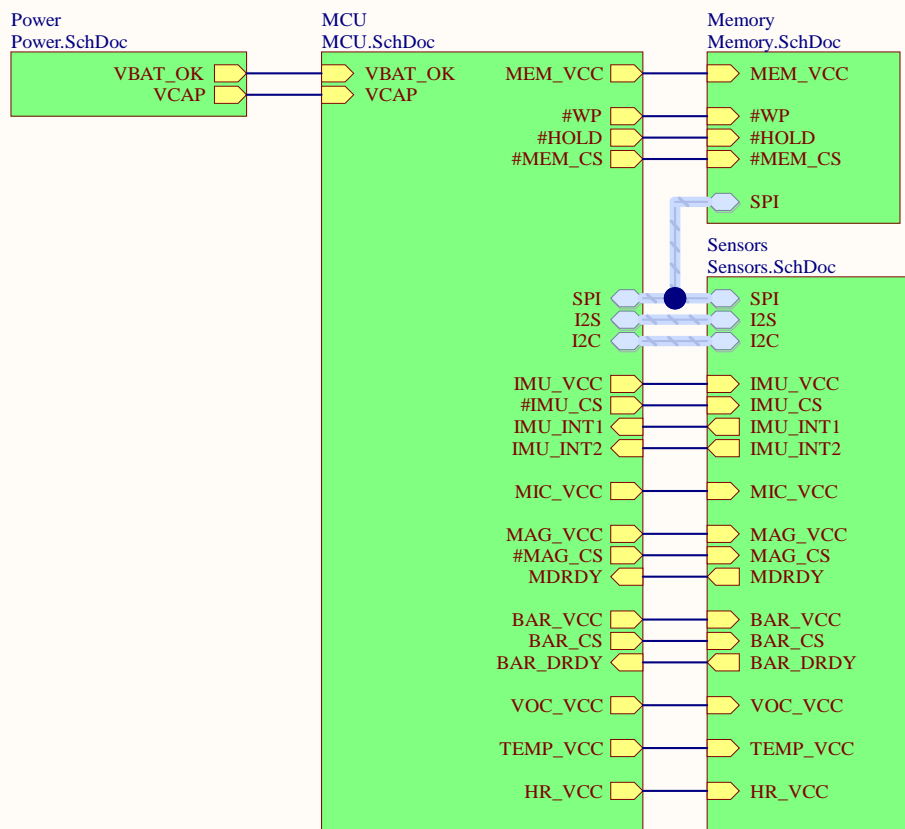 Power
Power.SchDoc
VBAT_OK
VCAP
MCU
MCU.SchDoc
VBAT_OK
VCAP
MEM_VCC
#WP
#HOLD
#MEM_CS
SPI
I2S
I2C
IMU_VCC
#IMU_CS
IMU_INT1
IMU_INT2
MIC_VCC
MAG_VCC
#MAG_CS
MDRDY
BAR_VCC
BAR_CS
BAR_DRDY
VOC_VCC
TEMP_VCC
HR_VCC
Memory
Memory.SchDoc
MEM_VCC
#WP
#HOLD
#MEM_CS
SPI
Sensors
Sensors.SchDoc
SPI
I2S
I2C
IMU_VCC
IMU_CS
IMU_INT1
IMU_INT2
MIC_VCC
MAG_VCC
MAG_CS
MDRDY
BAR_VCC
BAR_CS
BAR_DRDY
VOC_VCC
TEMP_VCC
HR_VCC